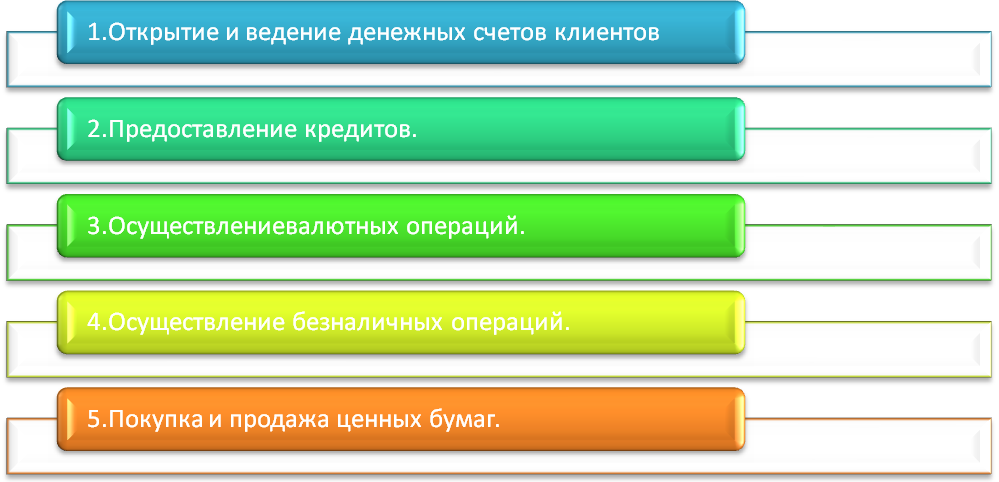 1.Открытие и ведение денежных счетов клиентов
2.Предоставление кредитов.
3.Осуществлениевалютных операций.
4.Осуществление безналичных операций.
5.Покупка и продажа ценных бумаг.